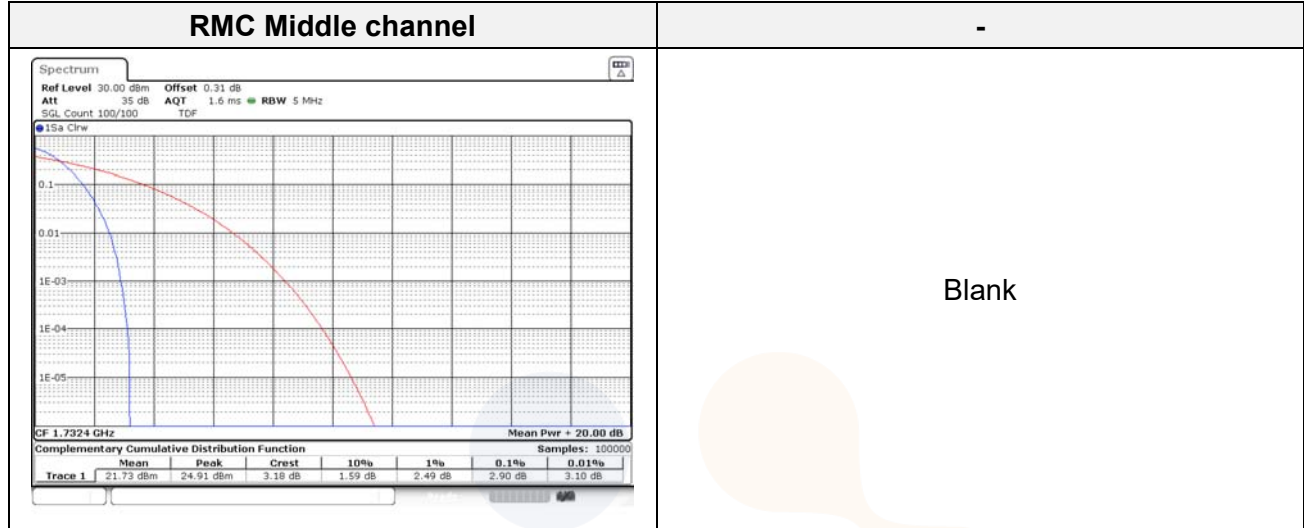 RMC Middle channel -
Spectrum
Ref Level 30.00 dBm Offset 0.31 dB
Att 35 dB AQT 1.6 ms RBW 5 MHz
SGL Count 100/100 TDF
1Sa Clrw
0.1
0.01
1E-03
1E-04
1E-05
CF 1.7324 GHz Mean Pwr + 20.00 dB
Complementary Cumulative Distribution Function Samples: 100000
Mean Peak Crest 10% 1% 0.1% 0.01%
Trace 1 21.73 dBm 24.91 dBm 3.18 dB 1.59 dB 2.49 dB 2.90 dB 3.10 dB
Blank